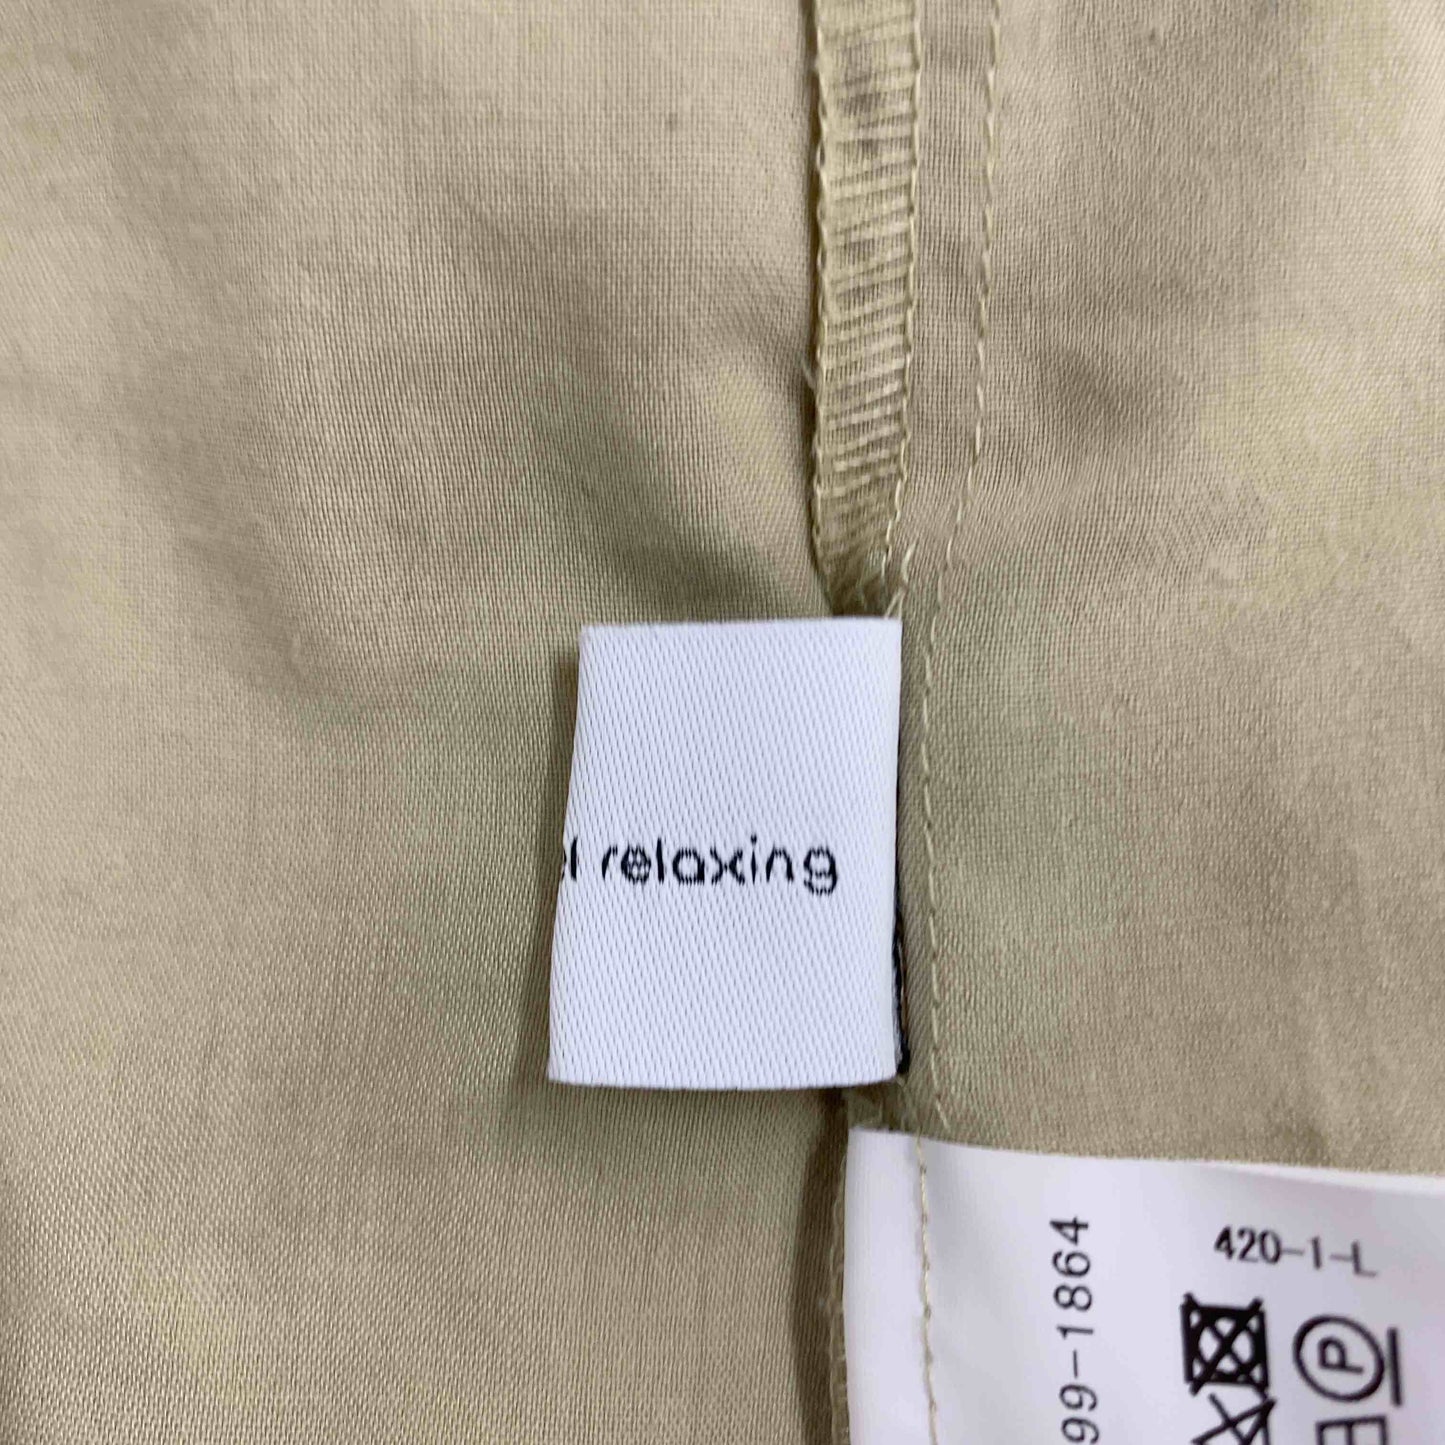 l relaxing
420-1-L
99-1864
P